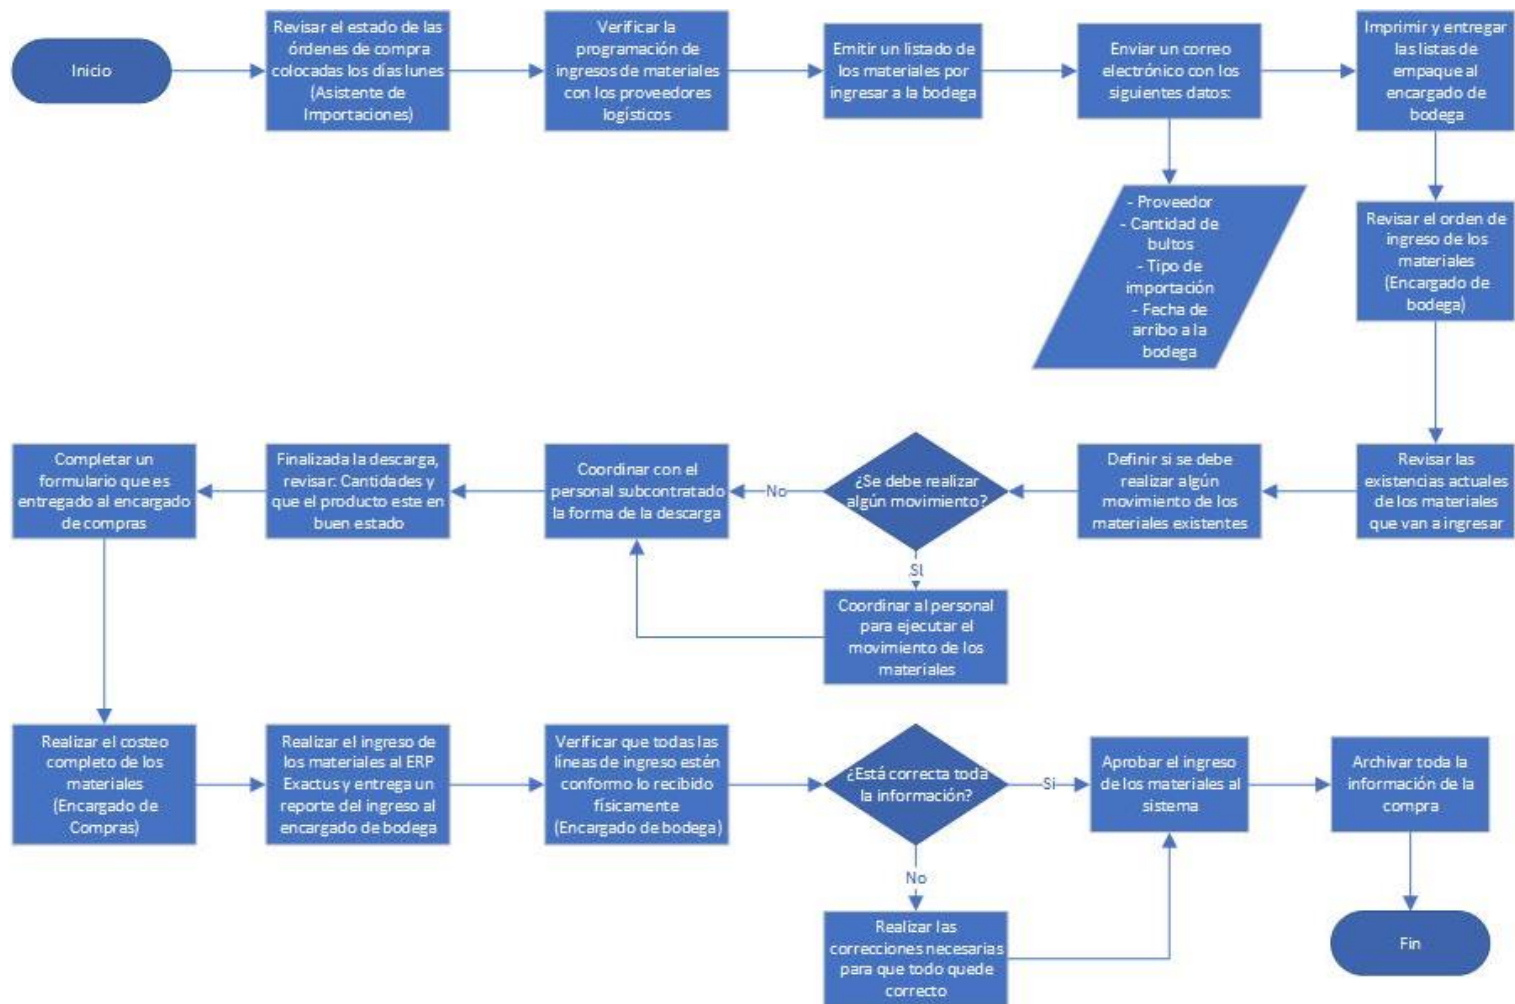 Inicio
Revisar el estado de las
órdenes de compra
colocadas los días lunes
(Asistente de
Importaciones)
Verificar la
programación de
ingresos de materiales
con los proveedores
logísticos
Emitir un listado de
los materiales por
ingresar a la bodega
Enviar un correo
electrónico con los
siguientes datos:
Imprimir y entregar
las listas de
empaque al
encargado de
bodega
- Proveedor
- Cantidad de
bultos
- Tipo de
importación
- Fecha de
arribo a la
bodega
Revisar el orden de
ingreso de los
materiales
(Encargado de
bodega)
Revisar las
existencias actuales
de los materiales
que van a ingresar
Definir si se debe
realizar algún
movimiento de los
materiales existentes
¿Se debe realizar
algún movimiento?
No
SI
Coordinar al personal
para ejecutar el
movimiento de los
materiales
Coordinar con el
personal subcontratado
la forma de la descarga
Finalizada la descarga,
revisar: Cantidades y
que el producto este en
buen estado
Completar un
formulario que es
entregado al encargado
de compras
Realizar el costeo
completo de los
materiales
(Encargado de
Compras)
Realizar el ingreso de
los materiales al ERP
Exactus y entrega un
reporte del ingreso al
encargado de bodega
Verificar que todas las
líneas de ingreso estén
conformo lo recibido
físicamente
(Encargado de bodega)
¿Está correcta toda
la información?
Si
No
Realizar las
correcciones necesarias
para que todo quede
correcto
Aprobar el ingreso
de los materiales al
sistema
Archivar toda la
información de la
compra
Fin